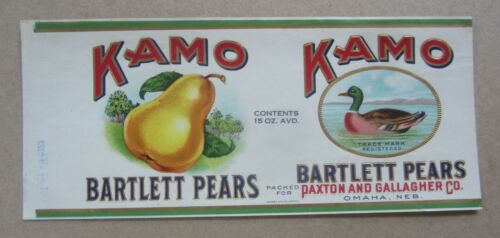 KAMO
BARTLETT PEARS
CONTENTS
15 OZ. AVD.
PACKED
FOR
KAMO
TRADE MARK
REGISTERED
BARTLETT PEARS
PAXTON AND GALLAGHER CO.
OMAHA, NEB.